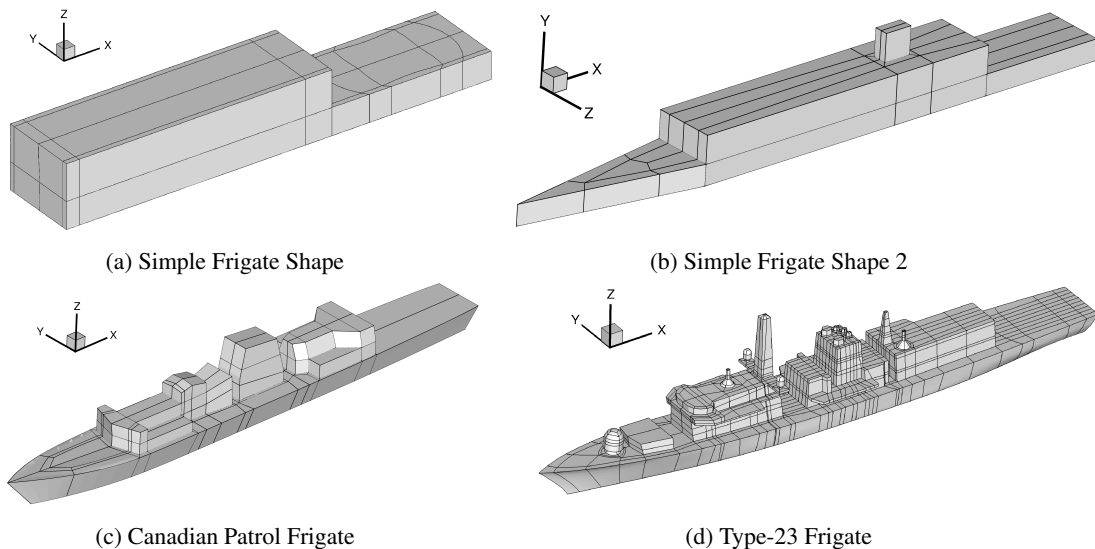 Z
Y
X
Y
X
Z
(a) Simple Frigate Shape
(b) Simple Frigate Shape 2
Z
Y
X
Z
Y
X
(c) Canadian Patrol Frigate
(d) Type-23 Frigate